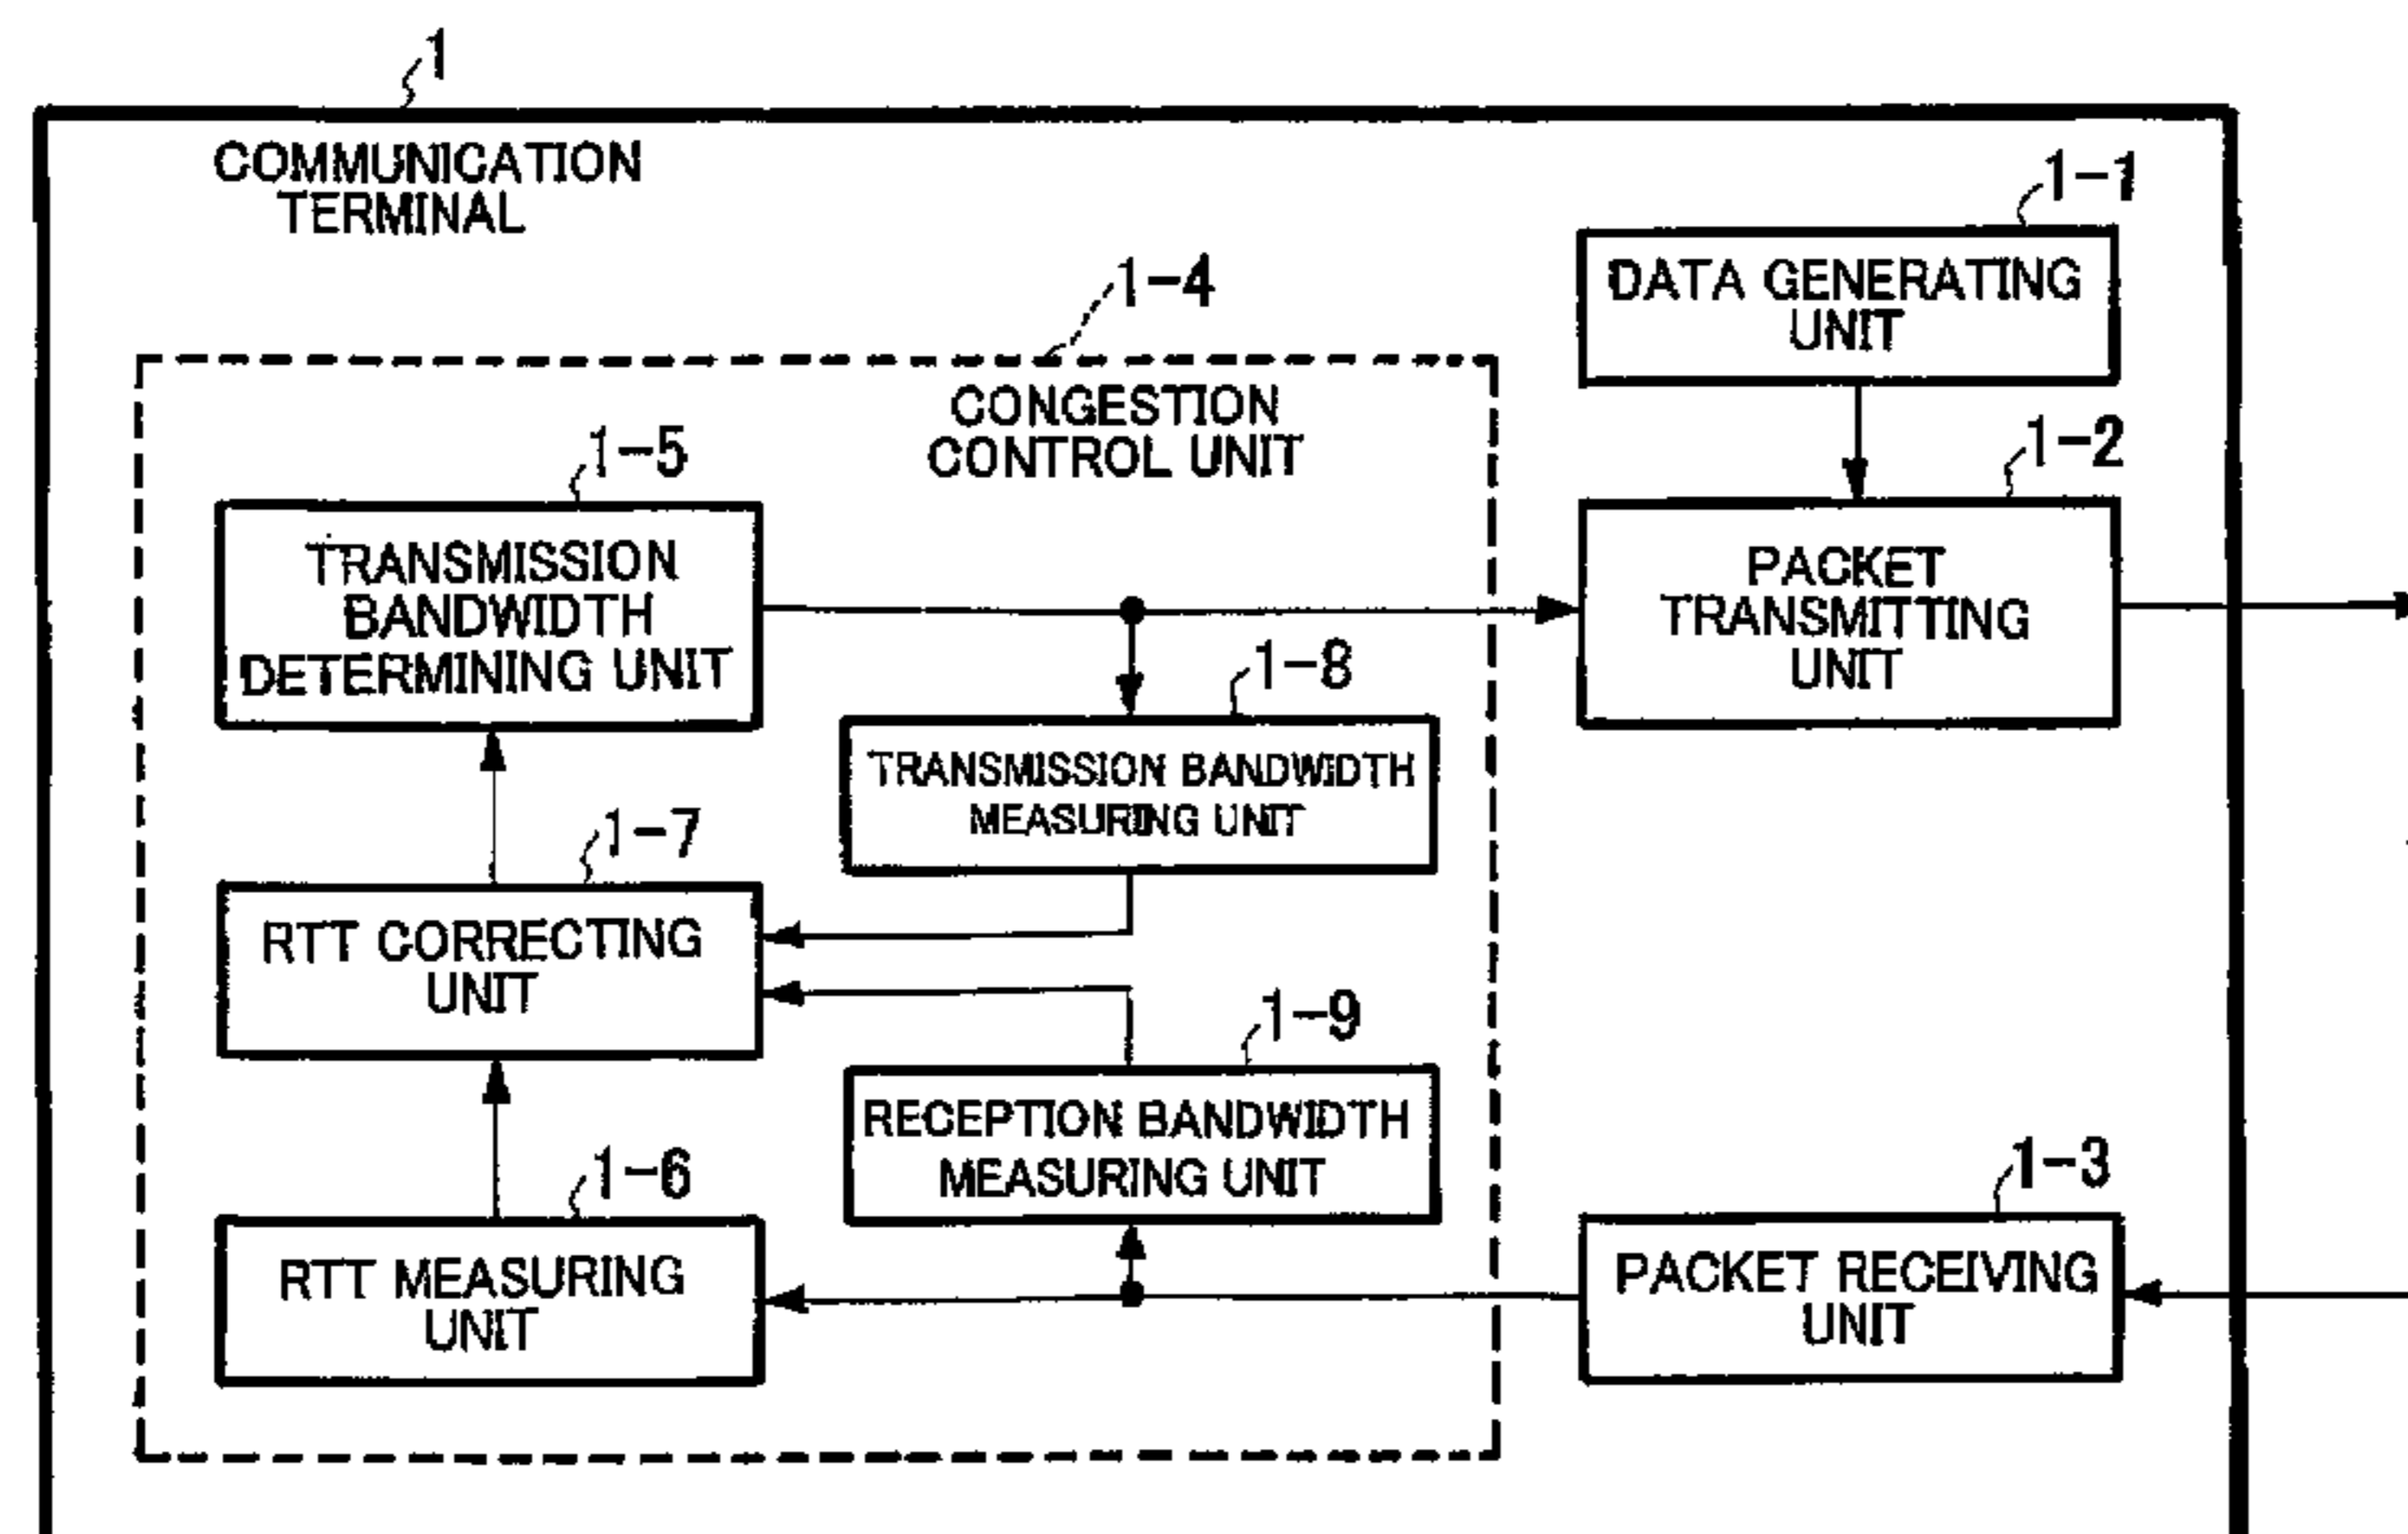 1
COMMUNICATION
TERMINAL
1-1
DATA GENERATING
UNIT
1-4
CONGESTION
CONTROL UNIT
1-5
TRANSMISSION
BANDWIDTH
DETERMINING UNIT
1-2
PACKET
TRANSMITTING
UNIT
1-8
TRANSMISSION BANDWIDTH
MEASURING UNIT
1-7
RTT CORRECTING
UNIT
1-9
RECEPTION BANDWIDTH
MEASURING UNIT
1-6
RTT MEASURING
UNIT
1-3
PACKET RECEIVING
UNIT